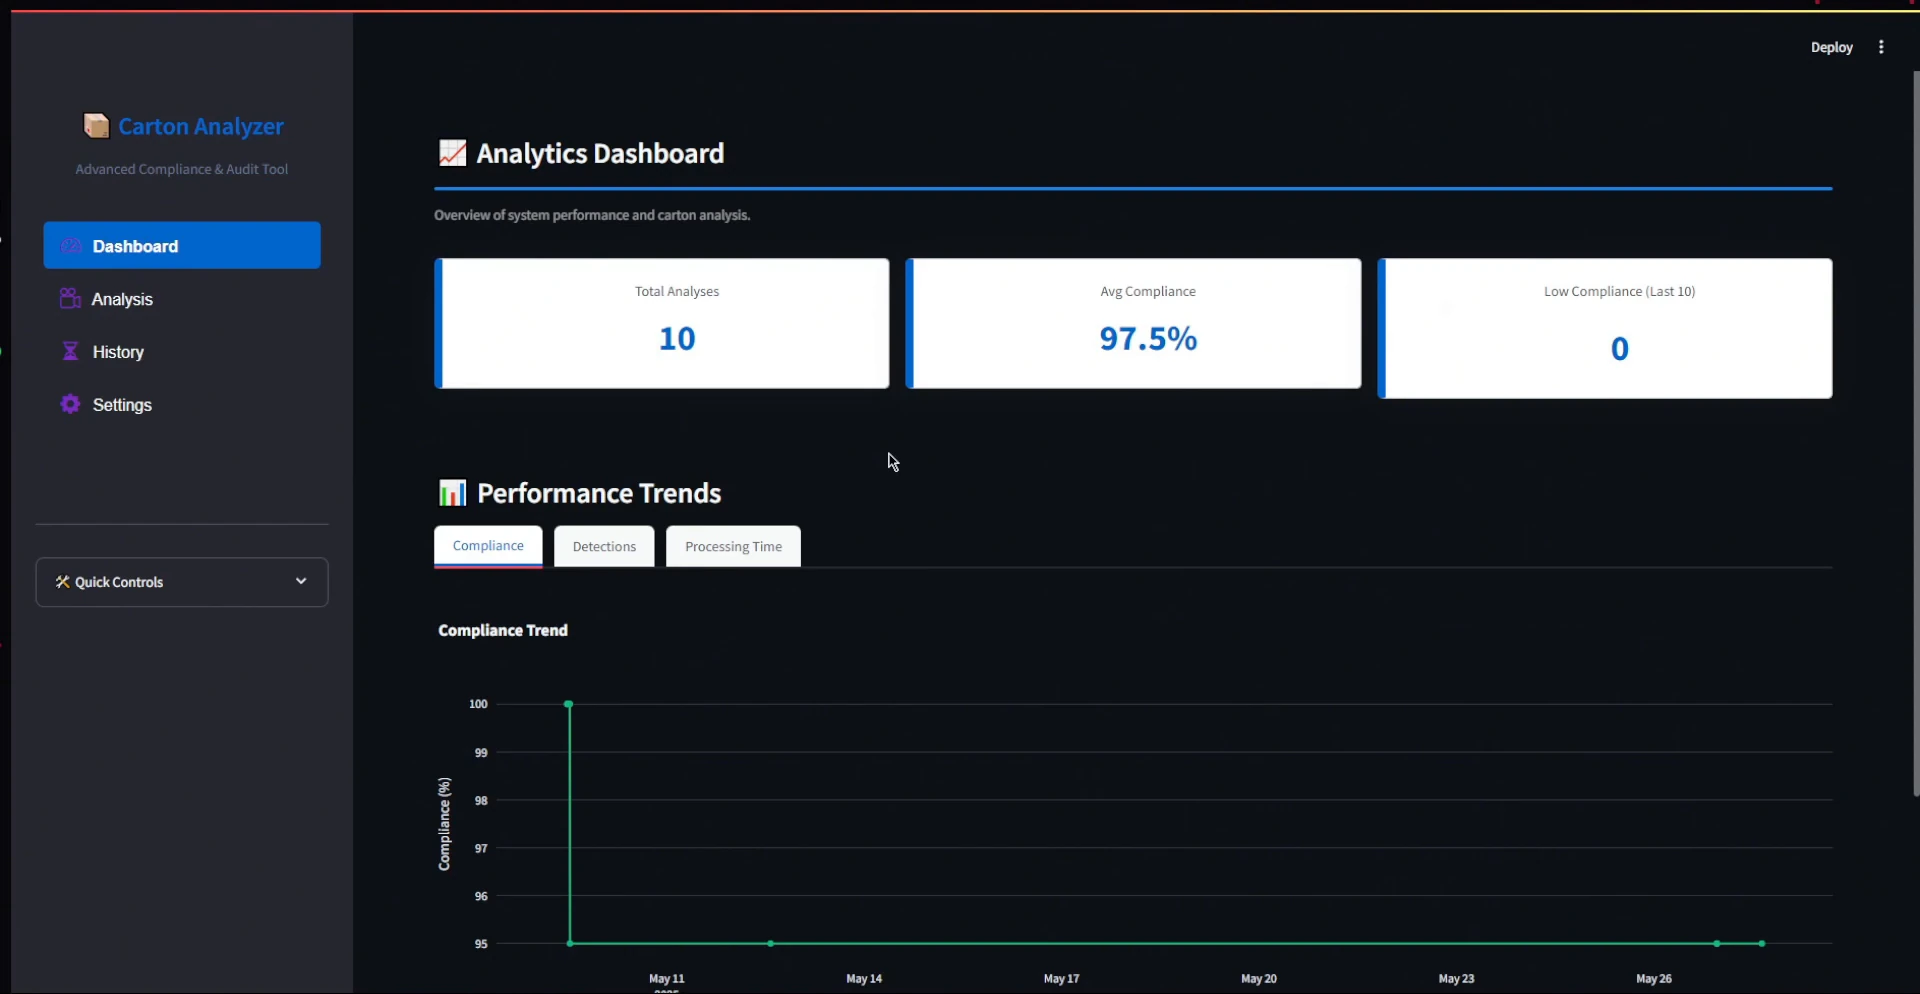 Deploy
Carton Analyzer
Advanced Compliance & Audit Tool
Dashboard
Analysis
History
Settings
Quick Controls
Analytics Dashboard
Overview of system performance and carton analysis.
Total Analyses
10
Avg Compliance
97.5%
Low Compliance (Last 10)
0
Performance Trends
Compliance
Detections
Processing Time
Compliance Trend
Compliance (%)
100
99
98
97
96
95
May 11
May 14
May 17
May 20
May 23
May 26